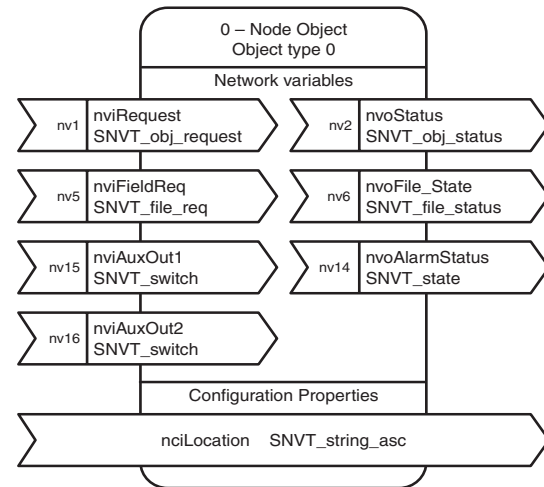 0 – Node Object
Object type 0
Network variables
nv1
nviRequest
SNVT_obj_request
nv2
nvoStatus
SNVT_obj_status
nv5
nviFieldReq
SNVT_file_req
nv6
nvoFile_State
SNVT_file_status
nv15
nviAuxOut1
SNVT_switch
nv14
nvoAlarmStatus
SNVT_state
nv16
nviAuxOut2
SNVT_switch
Configuration Properties
nciLocation SNVT_string_asc